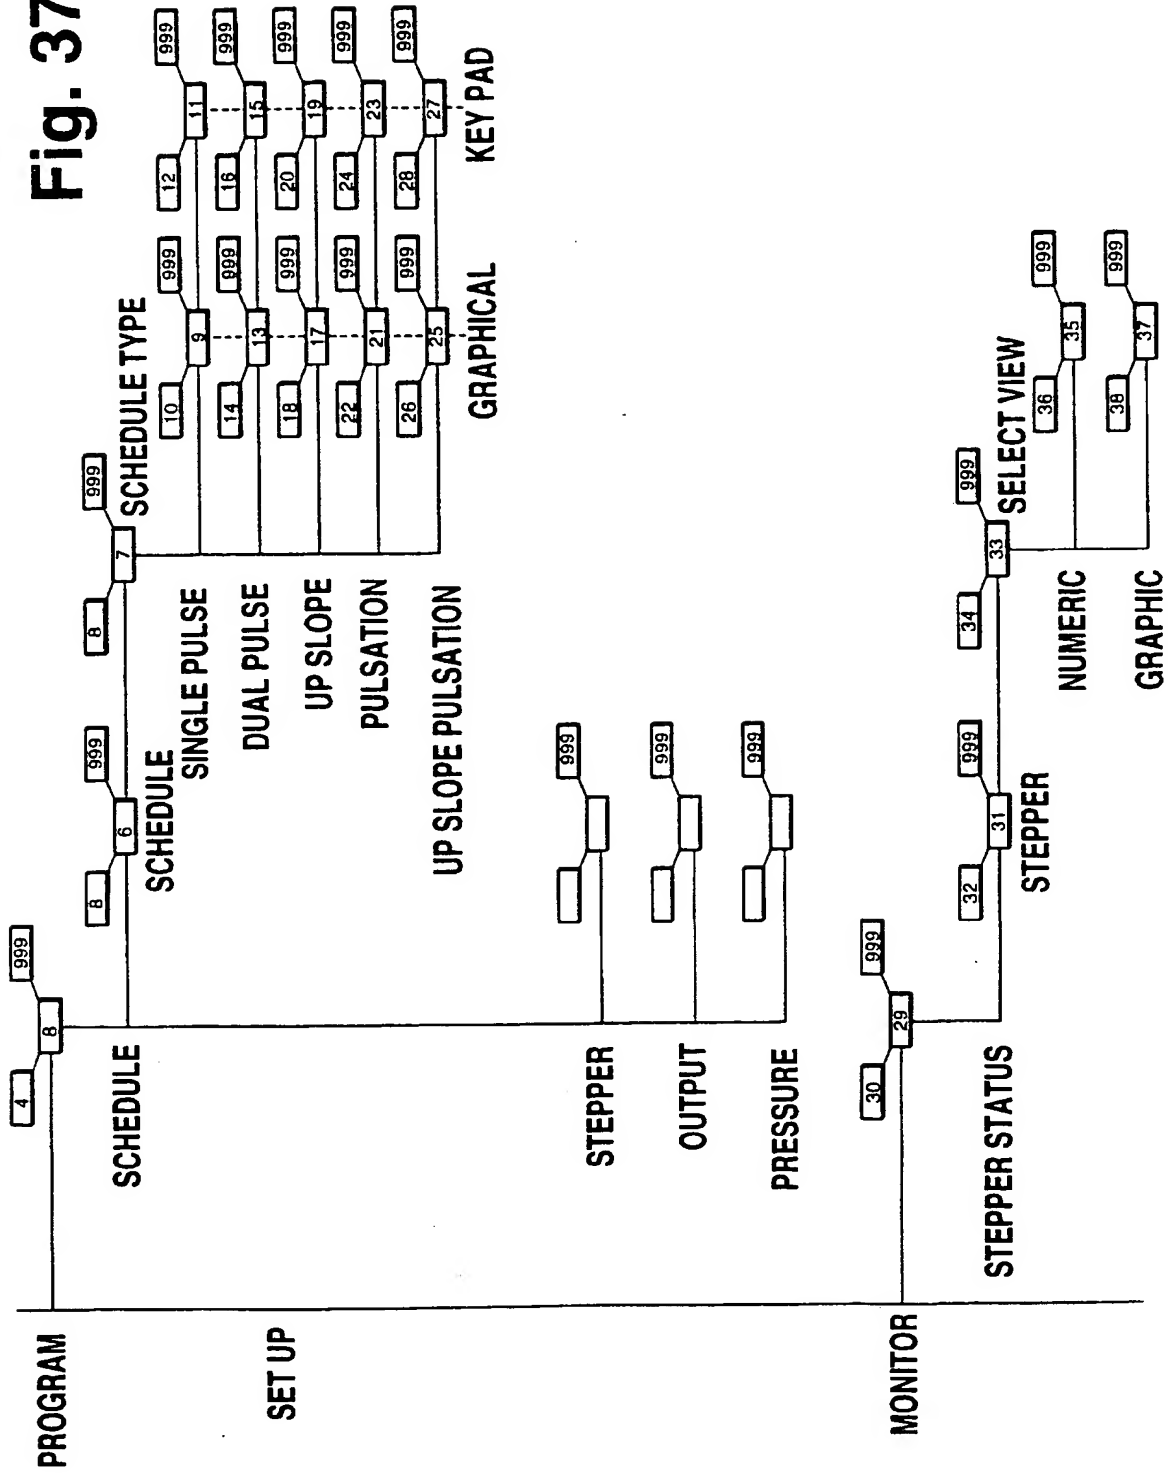 Fig. 37
PROGRAM
4
8
999
SCHEDULE
8
6
999
SCHEDULE
8
7
999
SCHEDULE TYPE
SINGLE PULSE
10
9
999
12
11
999
DUAL PULSE
14
13
999
16
15
999
UP SLOPE
18
17
999
20
19
999
PULSATION
22
21
999
24
23
999
UP SLOPE PULSATION
26
25
999
28
27
999
GRAPHICAL
KEY PAD
SET UP
STEPPER
999
OUTPUT
999
PRESSURE
999
MONITOR
30
29
999
STEPPER STATUS
32
31
999
STEPPER
34
33
999
SELECT VIEW
NUMERIC
36
35
999
GRAPHIC
38
37
999